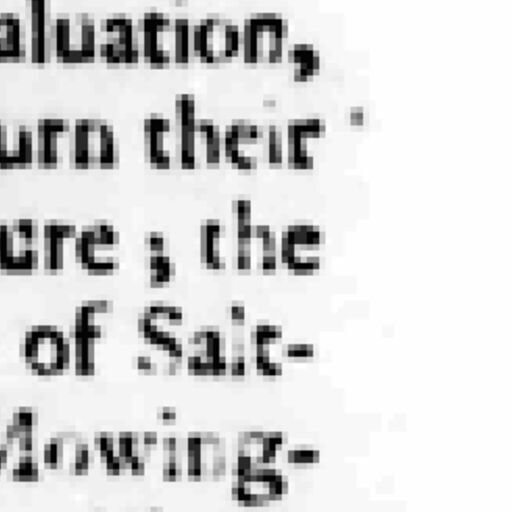 aluation,
urn their
ure ; the
of Salt-
Mowing-